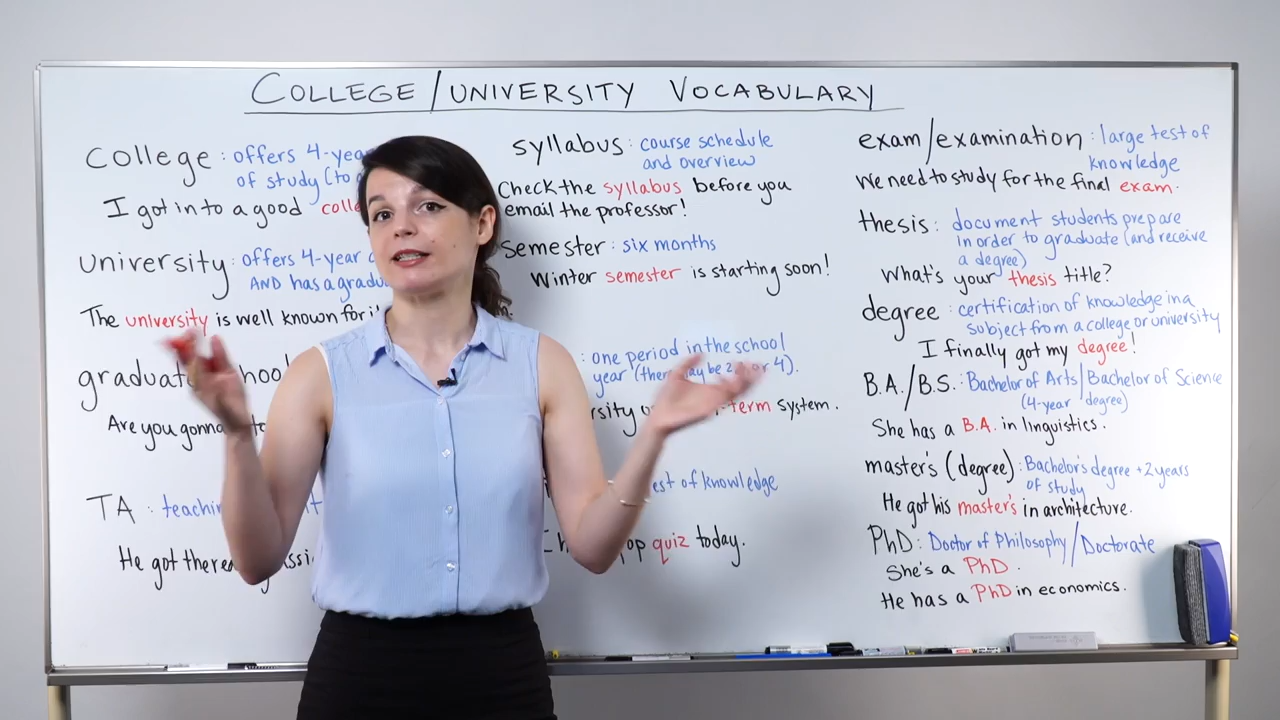 COLLEGE/UNIVERSITY VOCABULARY
college : offers 4-year
of study (to
I got in to a good
university : offers 4-year
AND has a
The university is well known for
graduate
Are you gonna
TA :
He got
syllabus : course schedule
and overview
Check the syllabus before you
email the professor!
semester : six months
Winter semester is starting soon!
: one period in the school
year
-term system.
of knowledge
pop quiz today.
exam/examination : large test of
knowledge
We need to study for the final exam.
thesis : document students prepare
in order to graduate (and receive
a degree)
What's your thesis title?
degree : certification of knowledge in a
subject from a college or university
I finally got my degree!
B.A./B.S. : Bachelor of Arts/Bachelor of Science
(4-year degree)
She has a B.A. in linguistics.
master's (degree) : Bachelor's degree +2 years
of study
He got his master's in architecture.
PhD : Doctor of Philosophy/Doctorate
She's a PhD.
He has a PhD in economics.